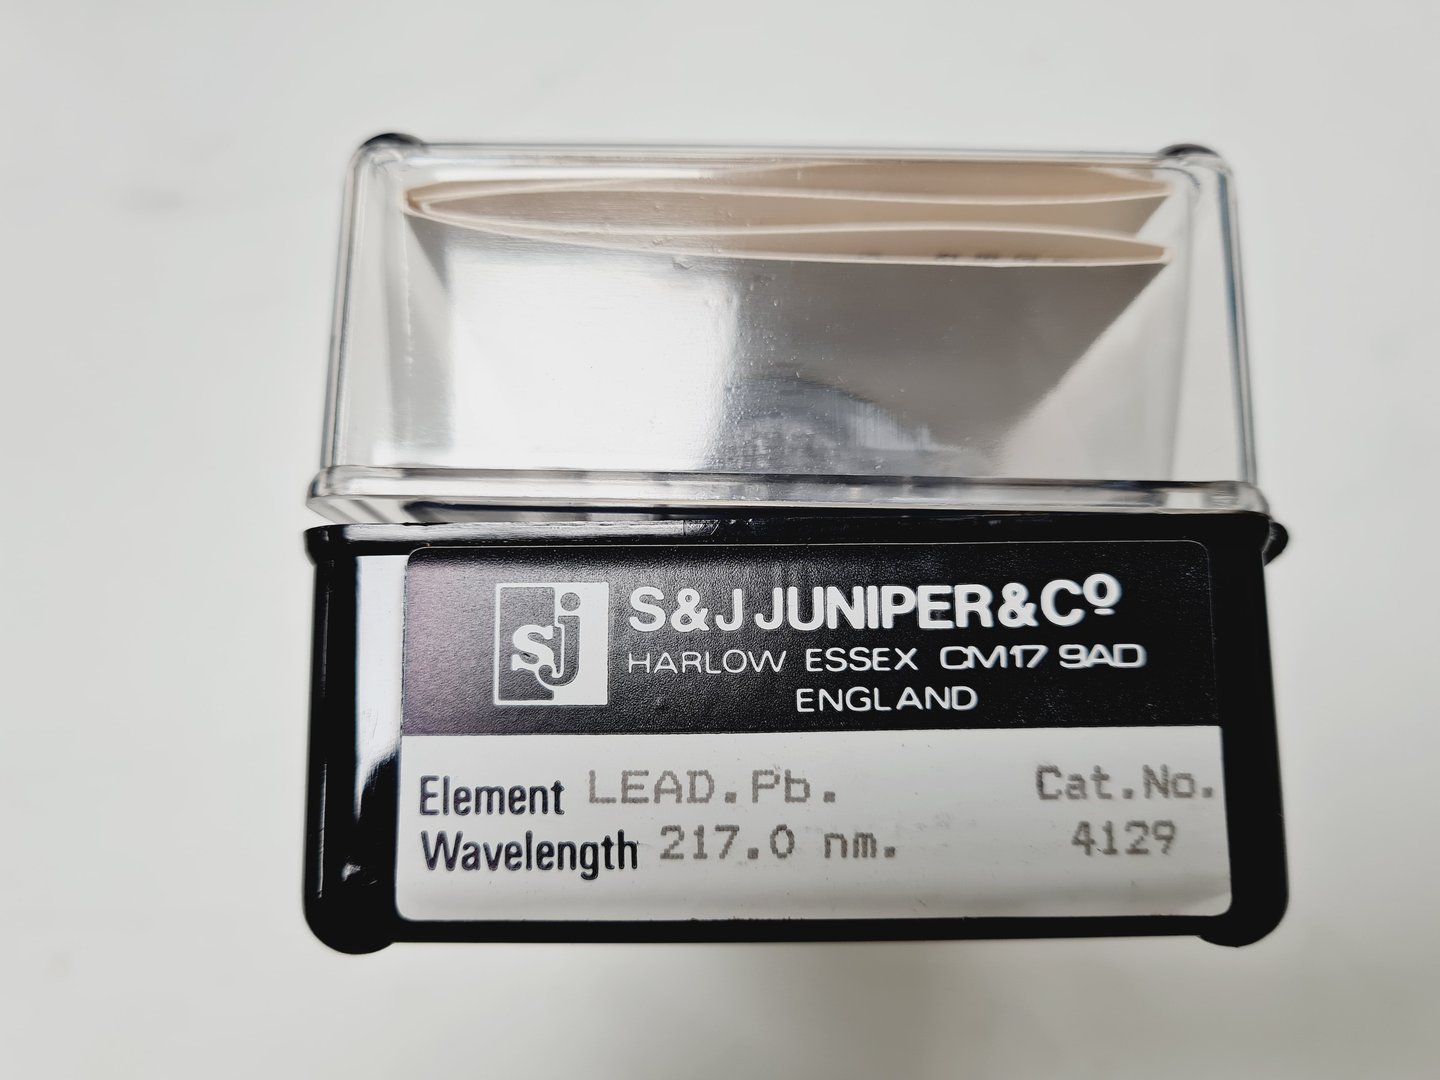 sj
S&J JUNIPER & Cº
HARLOW ESSEX CM17 9AD
ENGLAND
Element LEAD.Pb.
Cat.No.
Wavelength 217.0 nm.
4129